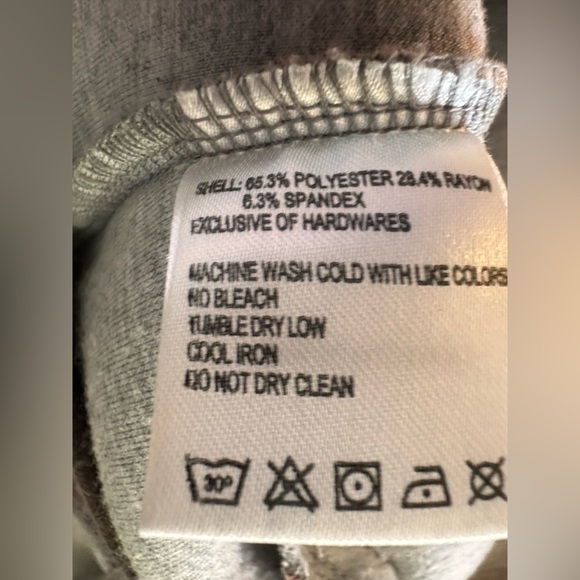 SHELL: 65.3% POLYESTER 28.4% RAYON
6.3% SPANDEX
EXCLUSIVE OF HARDWARES
MACHINE WASH COLD WITH LIKE COLORS
NO BLEACH
TUMBLE DRY LOW
COOL IRON
DO NOT DRY CLEAN
30°